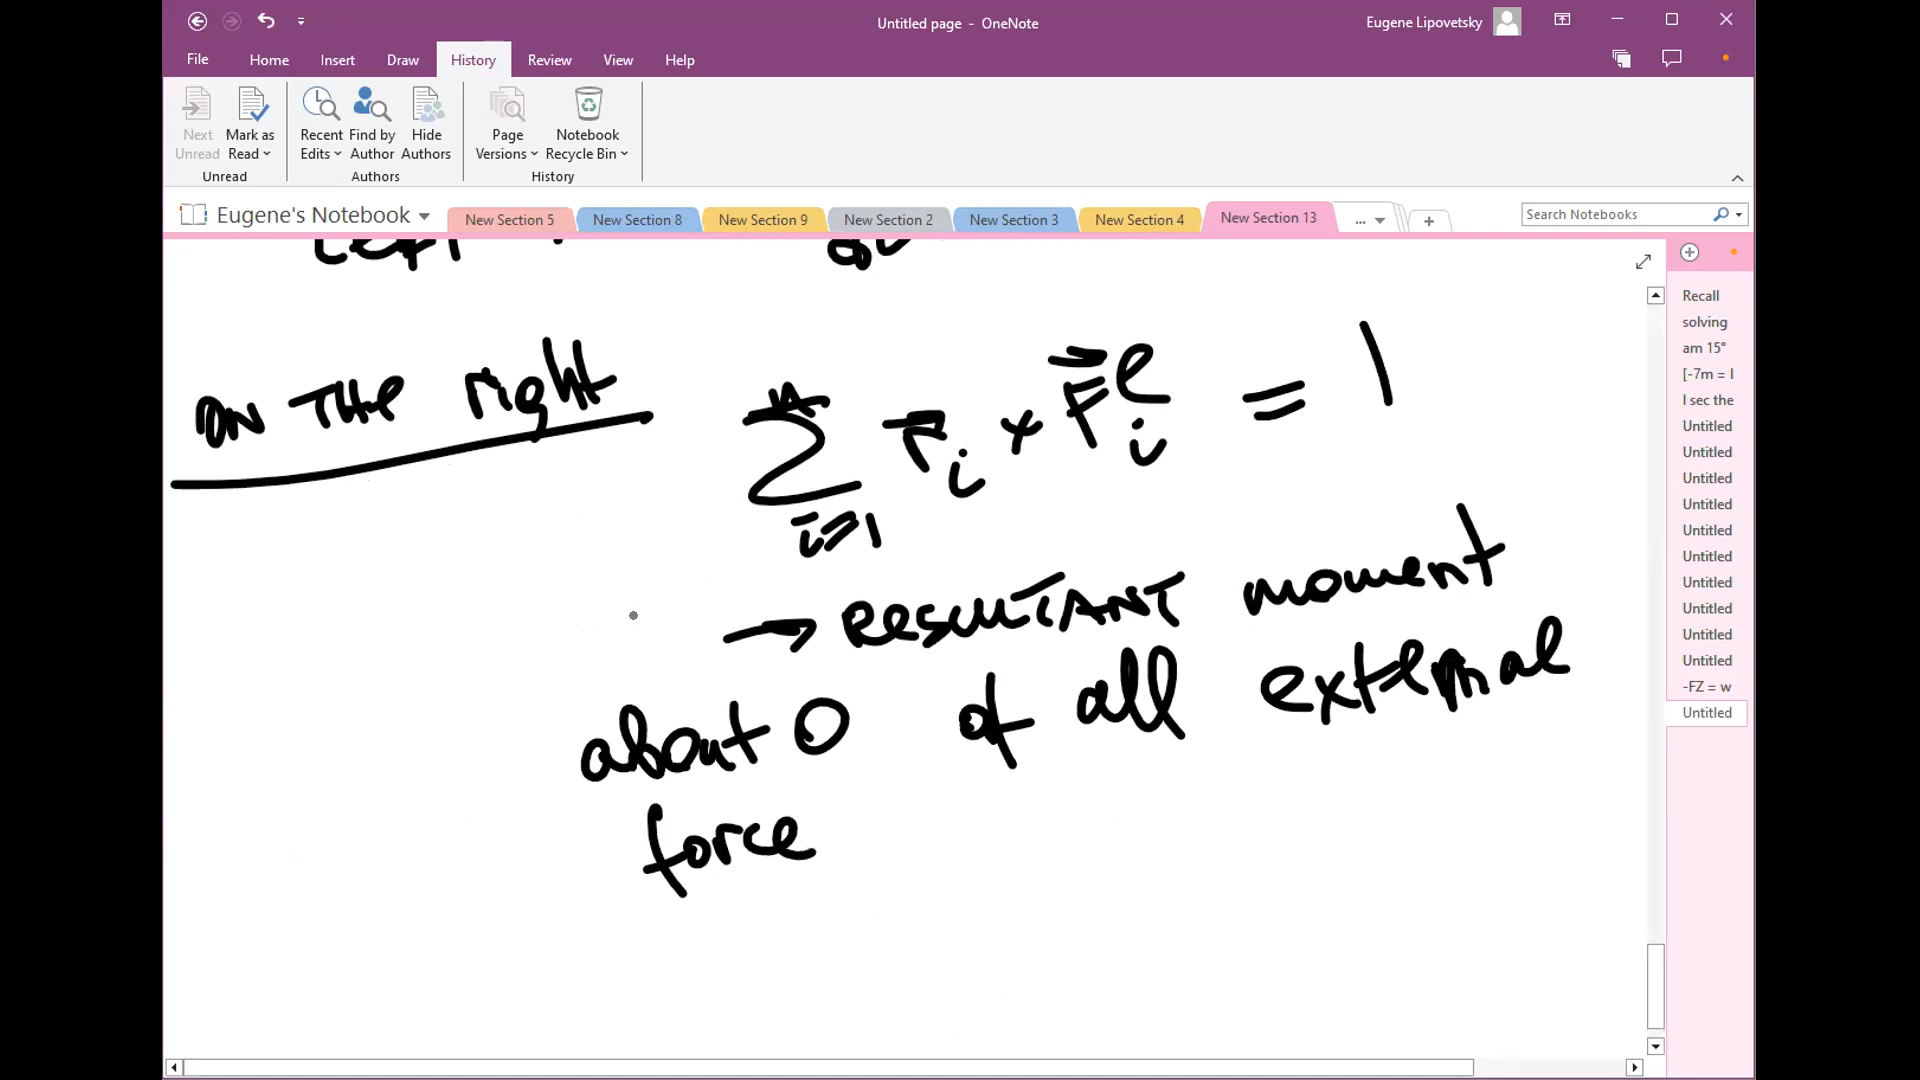 Untitled page - OneNote
Eugene Lipovetsky
File Home Insert Draw History Review View Help
Next Unread
Mark as Read
Recent Edits
Find by Author
Hide Authors
Page Versions
Notebook Recycle Bin
Unread Authors History
Eugene's Notebook
New Section 5 New Section 8 New Section 9 New Section 2 New Section 3 New Section 4 New Section 13 ... +
Search Notebooks
Recall
solving
am 15°
[-7m = I
I sec the
Untitled
Untitled
Untitled
Untitled
Untitled
Untitled
Untitled
Untitled
Untitled
Untitled
-FZ = w
Untitled
left
on THe right
n
∑ r⃗ᵢ × F⃗ᵢᵉ = \
i=1
→ ResulTANT moment
about O of all external
force